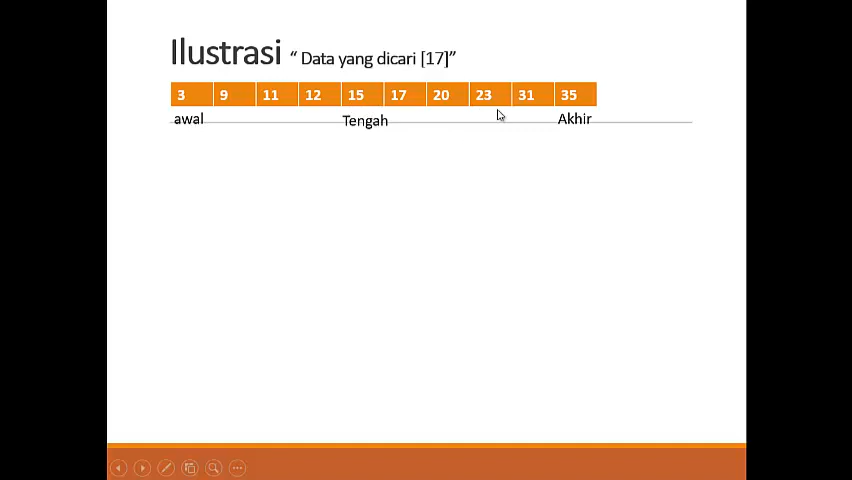 Ilustrasi “ Data yang dicari [17]”
3 9 11 12 15 17 20 23 31 35
awal Tengah Akhir